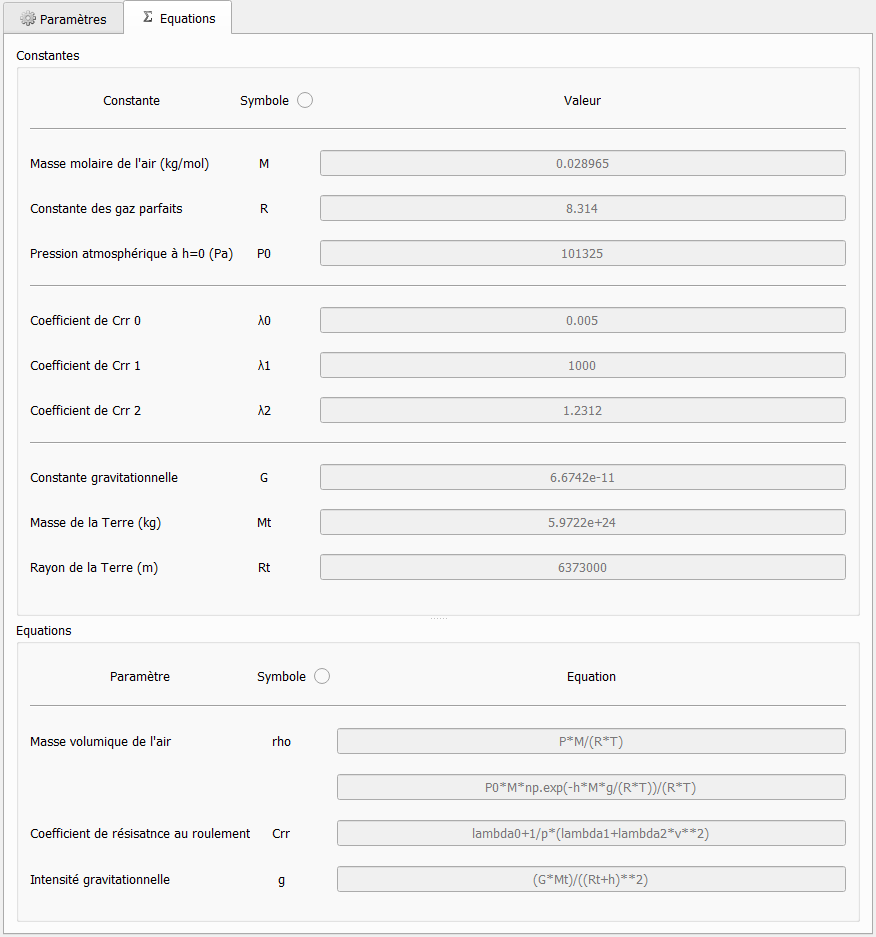 Paramètres Σ Equations
Constantes
Constante Symbole Valeur
Masse molaire de l'air (kg/mol) M 0.028965
Constante des gaz parfaits R 8.314
Pression atmosphérique à h=0 (Pa) P0 101325
Coefficient de Crr 0 λ0 0.005
Coefficient de Crr 1 λ1 1000
Coefficient de Crr 2 λ2 1.2312
Constante gravitationnelle G 6.6742e-11
Masse de la Terre (kg) Mt 5.9722e+24
Rayon de la Terre (m) Rt 6373000
Equations
Paramètre Symbole Equation
Masse volumique de l'air rho P*M/(R*T)
P0*M*np.exp(-h*M*g/(R*T))/(R*T)
Coefficient de résisatnce au roulement Crr lambda0+1/p*(lambda1+lambda2*v**2)
Intensité gravitationnelle g (G*Mt)/((Rt+h)**2)